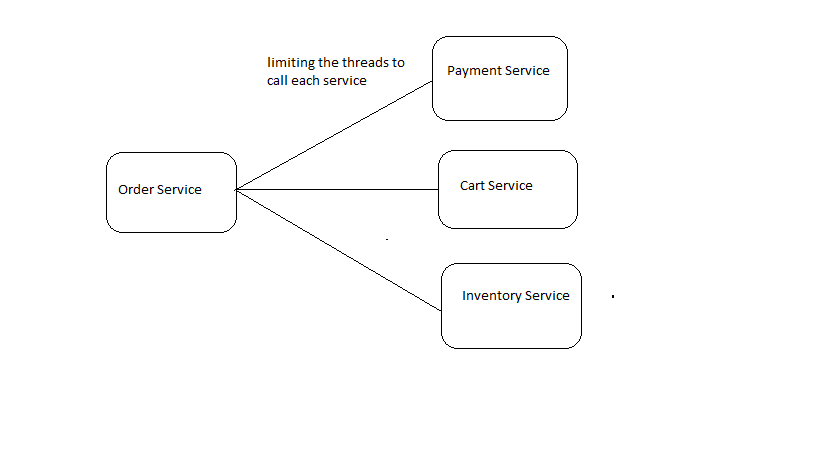 limiting the threads to
call each service
Payment Service
Order Service
Cart Service
Inventory Service